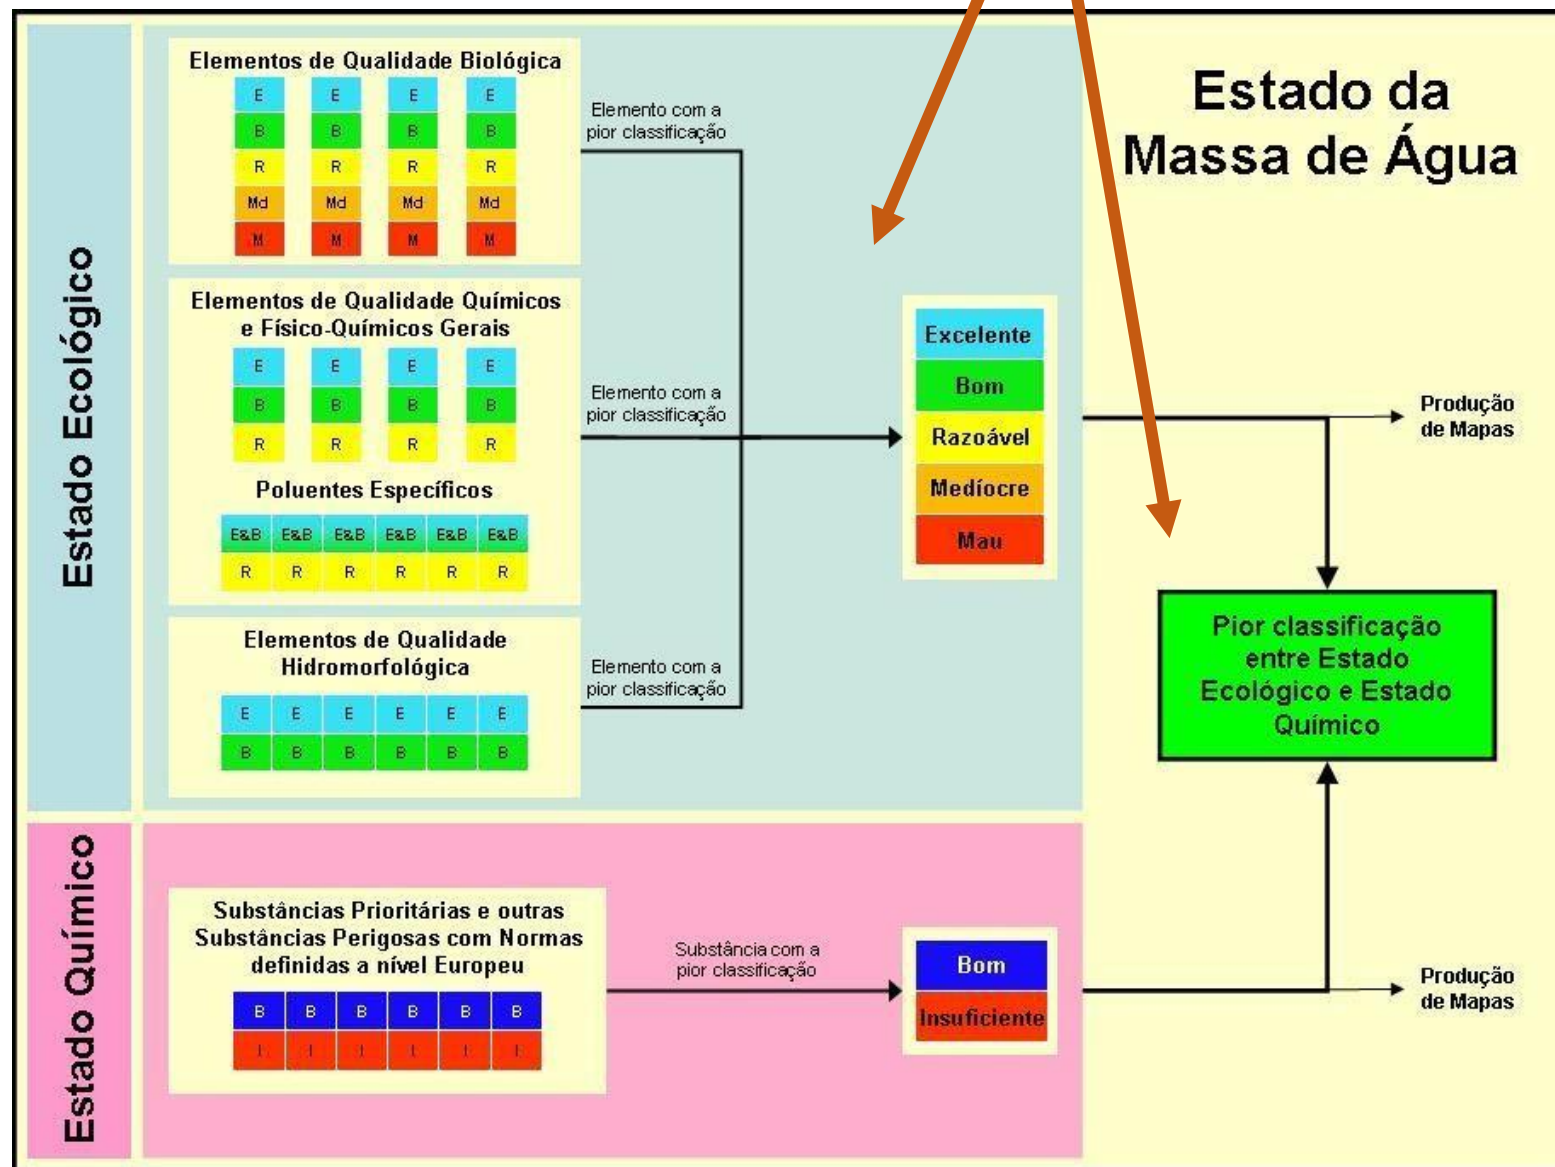 Estado da
Massa de Água
Estado Ecológico
Elementos de Qualidade Biológica
E E E E
B B B B
R R R R
Md Md Md Md
M M M M
Elemento com a
pior classificação
Elementos de Qualidade Químicos
e Físico-Químicos Gerais
E E E E
B B B B
R R R R
Poluentes Específicos
E&B E&B E&B E&B E&B E&B
R R R R R R
Elemento com a
pior classificação
Elementos de Qualidade
Hidromorfológica
E E E E E E
B B B B B B
Elemento com a
pior classificação
Excelente
Bom
Razoável
Medíocre
Mau
Produção
de Mapas
Pior classificação
entre Estado
Ecológico e Estado
Químico
Estado Químico
Substâncias Prioritárias e outras
Substâncias Perigosas com Normas
definidas a nível Europeu
B B B B B B
I I I I I I
Substância com a
pior classificação
Bom
Insuficiente
Produção
de Mapas